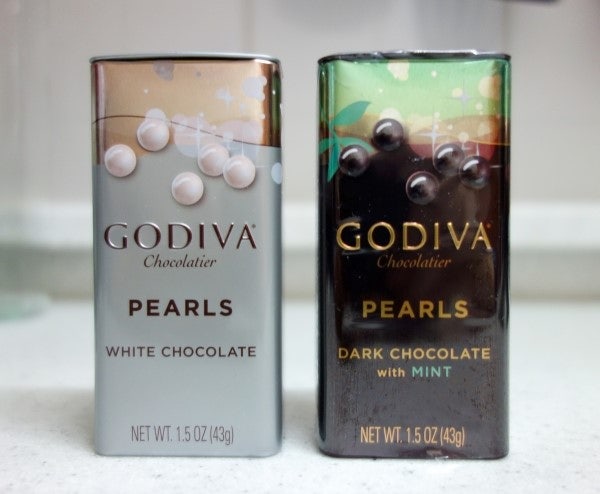 GODIVA
Chocolatier
PEARLS
WHITE CHOCOLATE
NET WT. 1.5 OZ (43g)
GODIVA
Chocolatier
PEARLS
DARK CHOCOLATE
with MINT
NET WT. 1.5 OZ (43g)